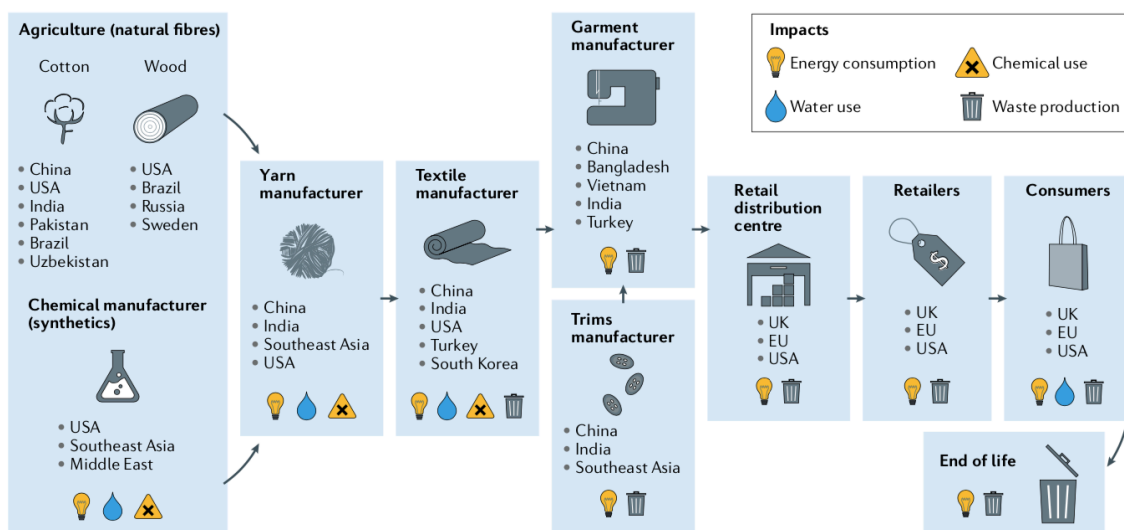 Agriculture (natural fibres)
Cotton
Wood
• China
• USA
• India
• Pakistan
• Brazil
• Uzbekistan
• USA
• Brazil
• Russia
• Sweden
Chemical manufacturer
(synthetics)
• USA
• Southeast Asia
• Middle East
Yarn
manufacturer
• China
• India
• Southeast Asia
• USA
Textile
manufacturer
• China
• India
• USA
• Turkey
• South Korea
Garment
manufacturer
• China
• Bangladesh
• Vietnam
• India
• Turkey
Trims
manufacturer
• China
• India
• Southeast Asia
Impacts
Energy consumption
Chemical use
Water use
Waste production
Retail
distribution
centre
• UK
• EU
• USA
Retailers
$
• UK
• EU
• USA
Consumers
• UK
• EU
• USA
End of life